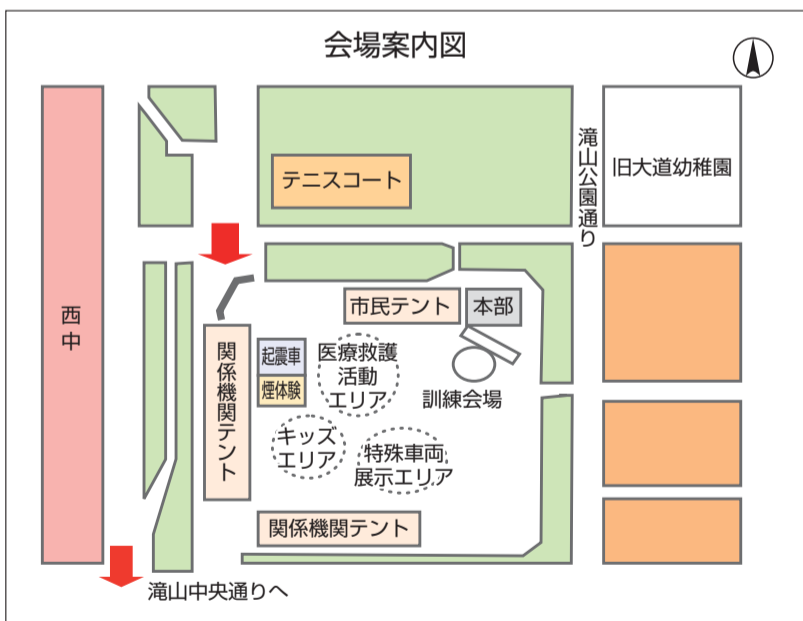 会場案内図
テニスコート
滝山公園通り
旧大道幼稚園
西中
市民テント
本部
関係機関テント
起震車
煙体験
医療救護
活動
エリア
訓練会場
キッズ
エリア
特殊車両
展示エリア
関係機関テント
滝山中央通りへ